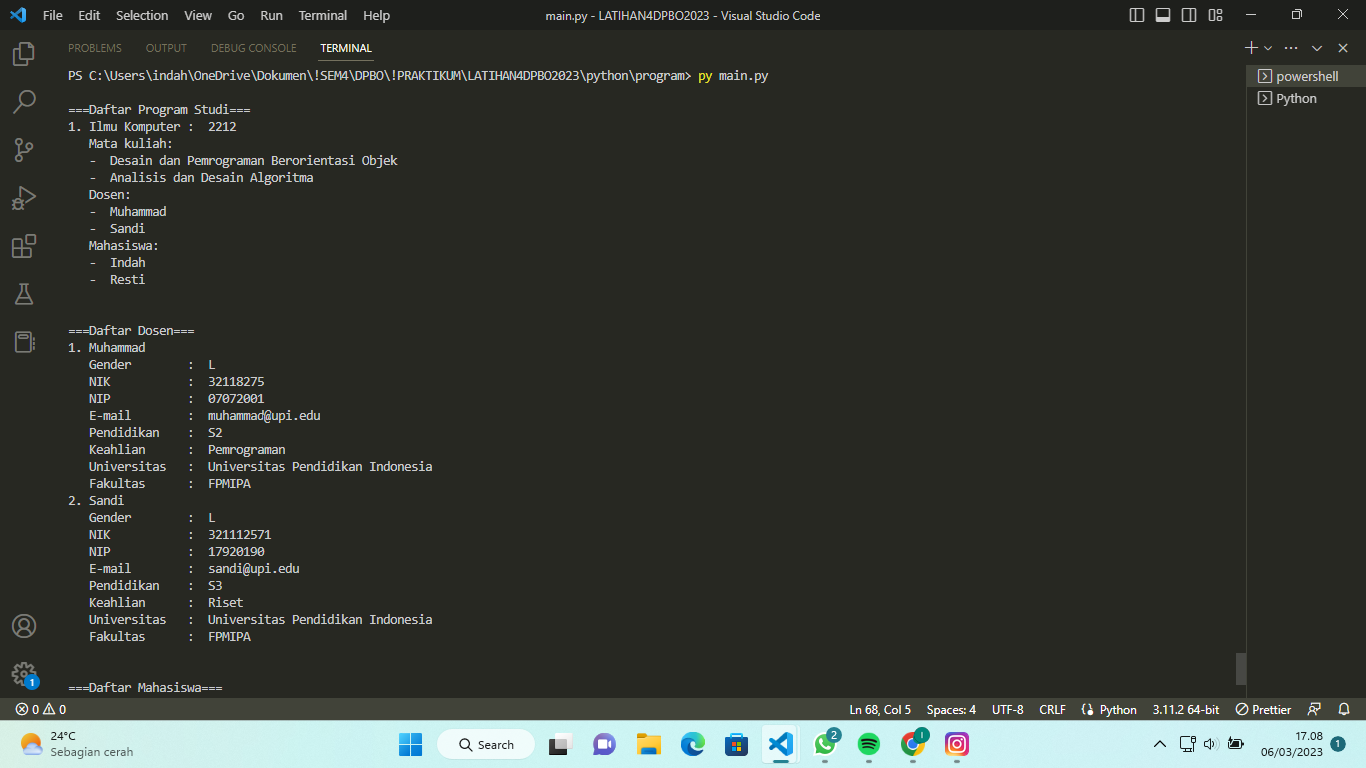 File Edit Selection View Go Run Terminal Help main.py - LATIHAN4DPBO2023 - Visual Studio Code
PROBLEMS OUTPUT DEBUG CONSOLE TERMINAL
PS C:\Users\indah\OneDrive\Dokumen\!SEM4\DPBO\!PRAKTIKUM\LATIHAN4DPBO2023\python\program> py main.py
powershell
Python
===Daftar Program Studi===
1. Ilmu Komputer : 2212
Mata kuliah:
- Desain dan Pemrograman Berorientasi Objek
- Analisis dan Desain Algoritma
Dosen:
- Muhammad
- Sandi
Mahasiswa:
- Indah
- Resti
===Daftar Dosen===
1. Muhammad
Gender : L
NIK : 32118275
NIP : 07072001
E-mail : muhammad@upi.edu
Pendidikan : S2
Keahlian : Pemrograman
Universitas : Universitas Pendidikan Indonesia
Fakultas : FPMIPA
2. Sandi
Gender : L
NIK : 321112571
NIP : 17920190
E-mail : sandi@upi.edu
Pendidikan : S3
Keahlian : Riset
Universitas : Universitas Pendidikan Indonesia
Fakultas : FPMIPA
===Daftar Mahasiswa===
1
0 0 Ln 68, Col 5 Spaces: 4 UTF-8 CRLF Python 3.11.2 64-bit Prettier
24°C
Sebagian cerah
Search
2
17.08
06/03/2023
1